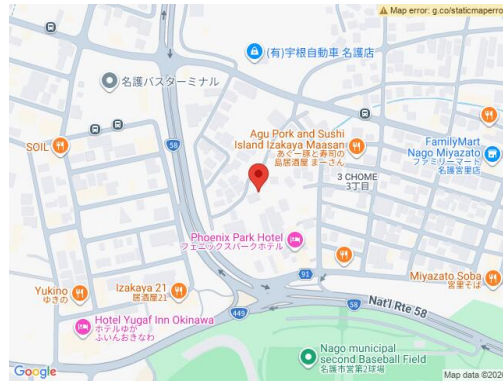 Map error: g.co/staticmaperro
(有)宇根自動車 名護店
名護バスターミナル
SOIL
58
Agu Pork and Sushi
Island Izakaya Maasan
あぐー豚と寿司の
島居酒屋 まーさん
FamilyMart
Nago Miyazato
ファミリーマート
名護宮里店
3 CHOME
3丁目
Phoenix Park Hotel
フェニックスパークホテル
91
Miyazato Soba
宮里そば
Izakaya 21
居酒屋21
Yukino
ゆきの
58
Nat'l Rte 58
449
Hotel Yugaf Inn Okinawa
ホテルゆが
ふいんおきなわ
Nago municipal
second Baseball Field
名護市営第2球場
Google
Map data ©202